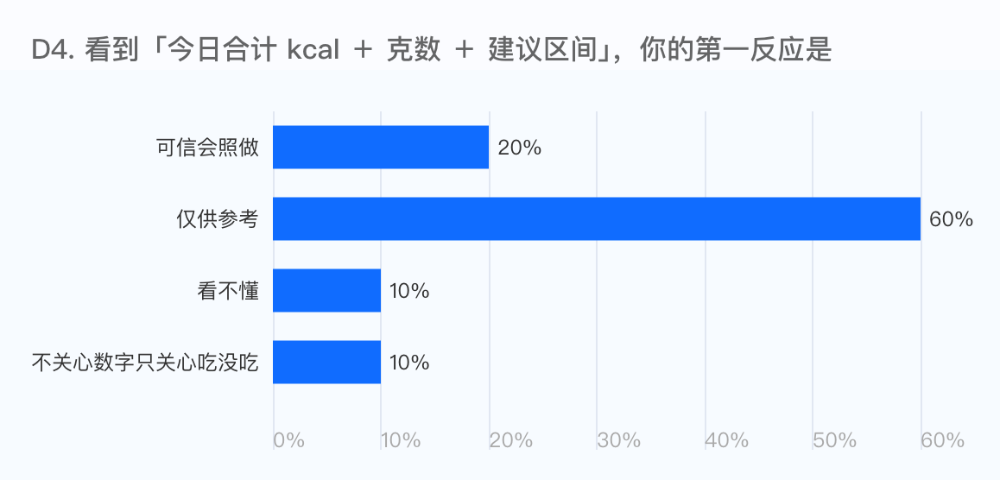 D4. 看到「今日合计 kcal ＋ 克数 ＋ 建议区间」，你的第一反应是
可信会照做 20%
仅供参考 60%
看不懂 10%
不关心数字只关心吃没吃 10%
0% 10% 20% 30% 40% 50% 60%